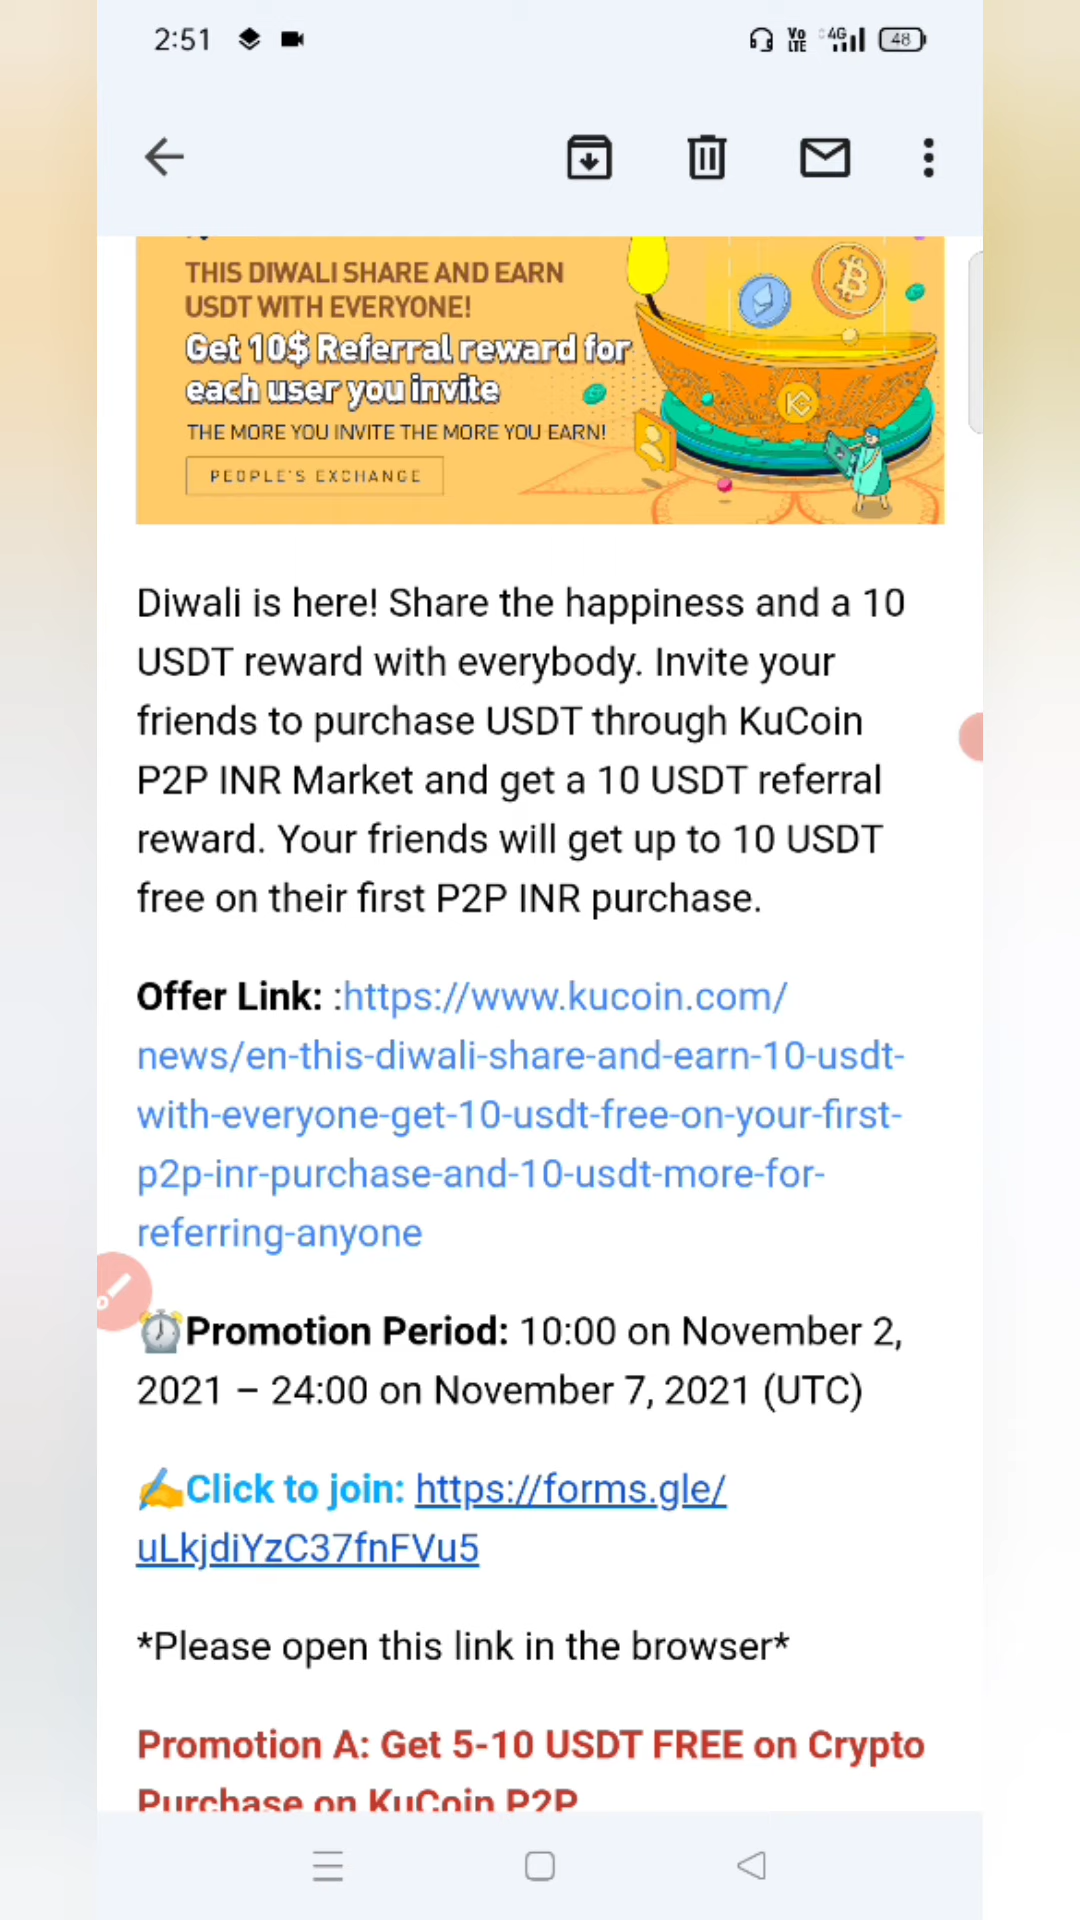 2:51
Vo LTE 4G 48
THIS DIWALI SHARE AND EARN
USDT WITH EVERYONE!
Get 10$ Referral reward for
each user you invite
THE MORE YOU INVITE THE MORE YOU EARN!
PEOPLE'S EXCHANGE
Diwali is here! Share the happiness and a 10
USDT reward with everybody. Invite your
friends to purchase USDT through KuCoin
P2P INR Market and get a 10 USDT referral
reward. Your friends will get up to 10 USDT
free on their first P2P INR purchase.
Offer Link: :https://www.kucoin.com/
news/en-this-diwali-share-and-earn-10-usdt-
with-everyone-get-10-usdt-free-on-your-first-
p2p-inr-purchase-and-10-usdt-more-for-
referring-anyone
⏰Promotion Period: 10:00 on November 2,
2021 – 24:00 on November 7, 2021 (UTC)
✍️Click to join: https://forms.gle/
uLkjdiYzC37fnFVu5
*Please open this link in the browser*
Promotion A: Get 5-10 USDT FREE on Crypto
Purchase on KuCoin P2P